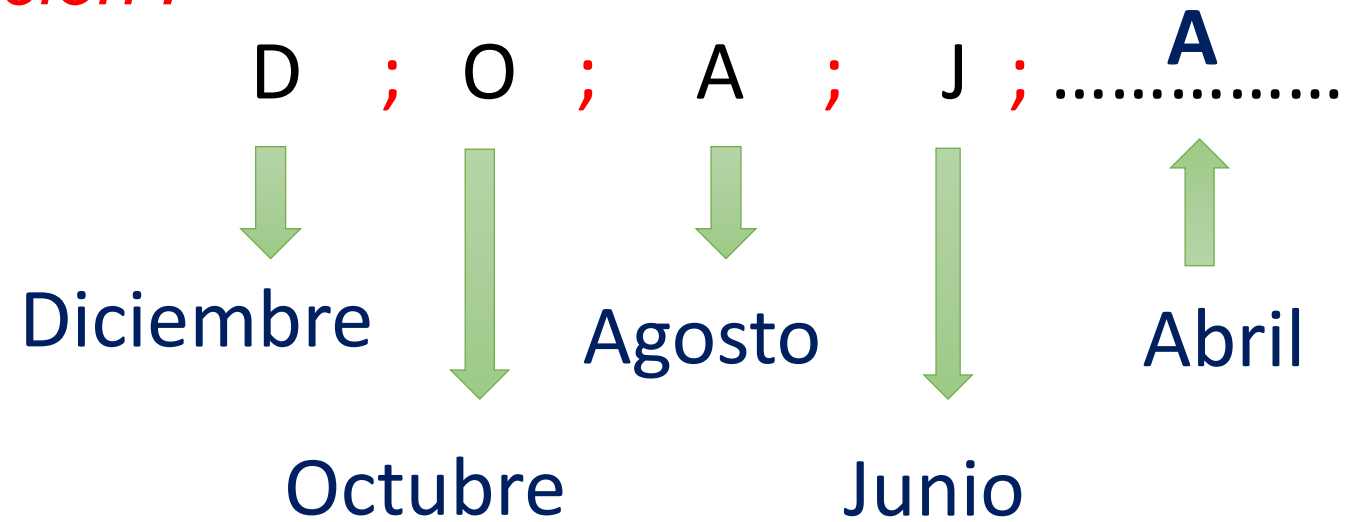 A
D ; O ; A ; J ; ...............
Diciembre
Agosto
Abril
Octubre
Junio